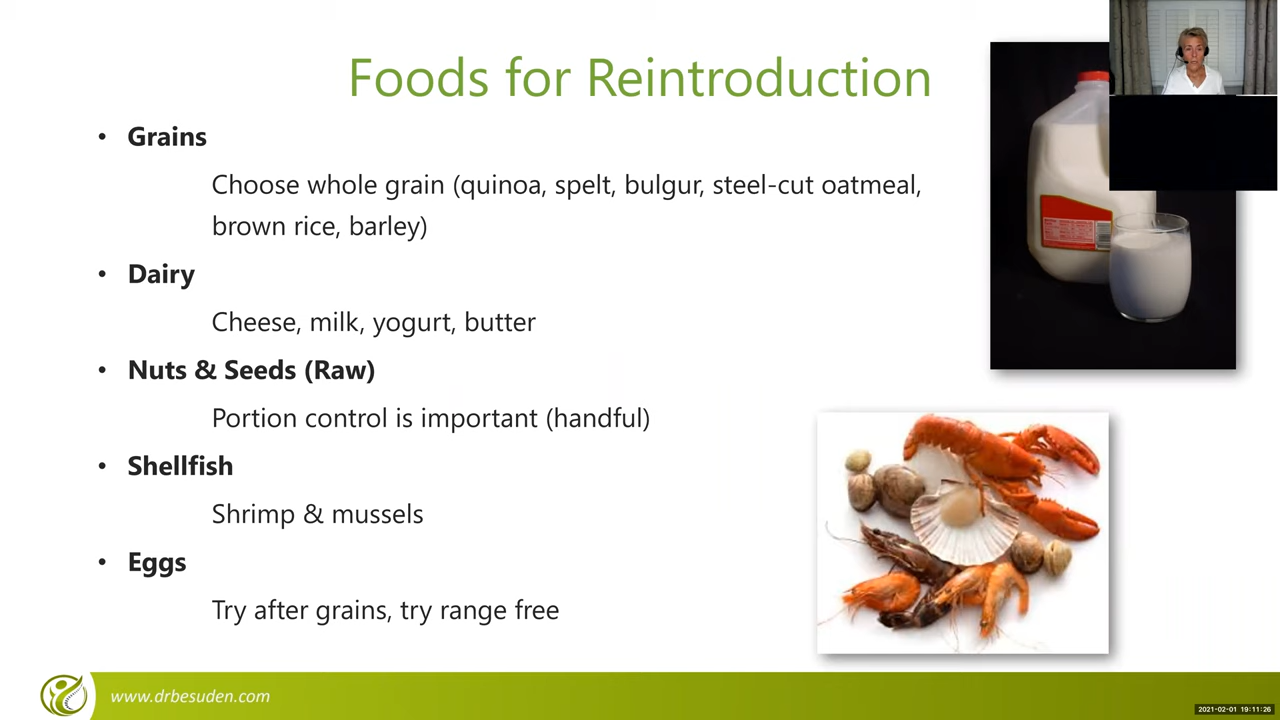 Foods for Reintroduction
• Grains
Choose whole grain (quinoa, spelt, bulgur, steel-cut oatmeal,
brown rice, barley)
• Dairy
Cheese, milk, yogurt, butter
• Nuts & Seeds (Raw)
Portion control is important (handful)
• Shellfish
Shrimp & mussels
• Eggs
Try after grains, try range free
www.drbesuden.com
2021-02-01 19:11:26